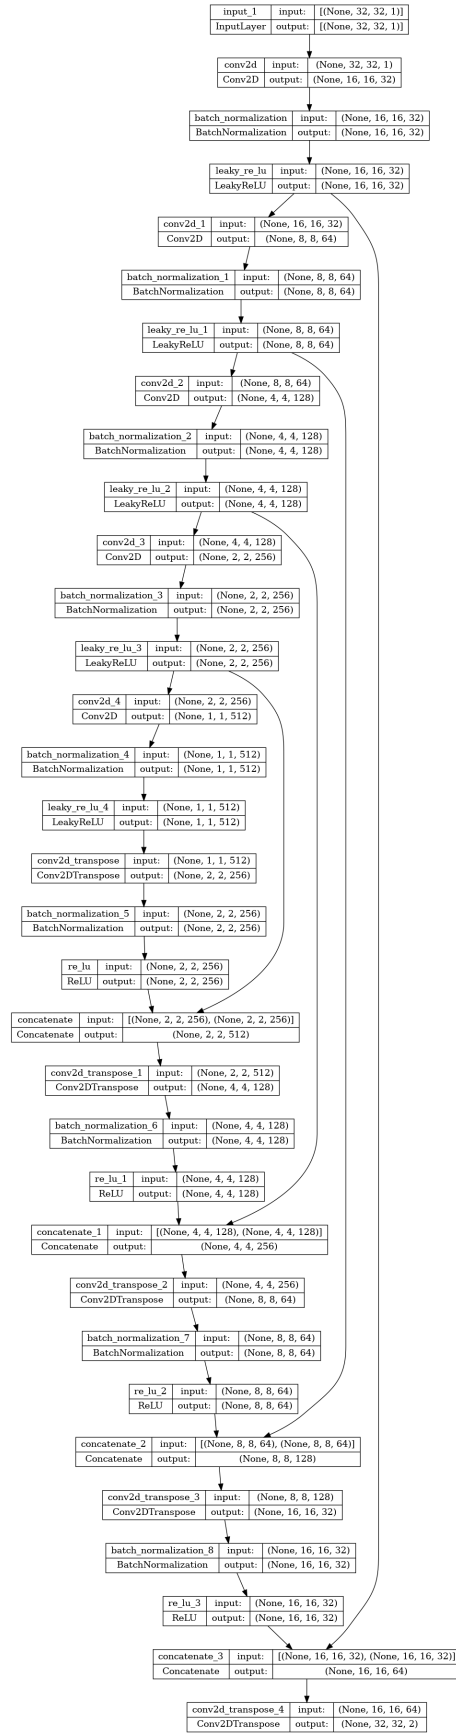 input_1 input: [(None, 32, 32, 1)]
InputLayer output: [(None, 32, 32, 1)]
conv2d input: (None, 32, 32, 1)
Conv2D output: (None, 16, 16, 32)
batch_normalization input: (None, 16, 16, 32)
BatchNormalization output: (None, 16, 16, 32)
leaky_re_lu input: (None, 16, 16, 32)
LeakyReLU output: (None, 16, 16, 32)
conv2d_1 input: (None, 16, 16, 32)
Conv2D output: (None, 8, 8, 64)
batch_normalization_1 input: (None, 8, 8, 64)
BatchNormalization output: (None, 8, 8, 64)
leaky_re_lu_1 input: (None, 8, 8, 64)
LeakyReLU output: (None, 8, 8, 64)
conv2d_2 input: (None, 8, 8, 64)
Conv2D output: (None, 4, 4, 128)
batch_normalization_2 input: (None, 4, 4, 128)
BatchNormalization output: (None, 4, 4, 128)
leaky_re_lu_2 input: (None, 4, 4, 128)
LeakyReLU output: (None, 4, 4, 128)
conv2d_3 input: (None, 4, 4, 128)
Conv2D output: (None, 2, 2, 256)
batch_normalization_3 input: (None, 2, 2, 256)
BatchNormalization output: (None, 2, 2, 256)
leaky_re_lu_3 input: (None, 2, 2, 256)
LeakyReLU output: (None, 2, 2, 256)
conv2d_4 input: (None, 2, 2, 256)
Conv2D output: (None, 1, 1, 512)
batch_normalization_4 input: (None, 1, 1, 512)
BatchNormalization output: (None, 1, 1, 512)
leaky_re_lu_4 input: (None, 1, 1, 512)
LeakyReLU output: (None, 1, 1, 512)
conv2d_transpose input: (None, 1, 1, 512)
Conv2DTranspose output: (None, 2, 2, 256)
batch_normalization_5 input: (None, 2, 2, 256)
BatchNormalization output: (None, 2, 2, 256)
re_lu input: (None, 2, 2, 256)
ReLU output: (None, 2, 2, 256)
concatenate input: [(None, 2, 2, 256), (None, 2, 2, 256)]
Concatenate output: (None, 2, 2, 512)
conv2d_transpose_1 input: (None, 2, 2, 512)
Conv2DTranspose output: (None, 4, 4, 128)
batch_normalization_6 input: (None, 4, 4, 128)
BatchNormalization output: (None, 4, 4, 128)
re_lu_1 input: (None, 4, 4, 128)
ReLU output: (None, 4, 4, 128)
concatenate_1 input: [(None, 4, 4, 128), (None, 4, 4, 128)]
Concatenate output: (None, 4, 4, 256)
conv2d_transpose_2 input: (None, 4, 4, 256)
Conv2DTranspose output: (None, 8, 8, 64)
batch_normalization_7 input: (None, 8, 8, 64)
BatchNormalization output: (None, 8, 8, 64)
re_lu_2 input: (None, 8, 8, 64)
ReLU output: (None, 8, 8, 64)
concatenate_2 input: [(None, 8, 8, 64), (None, 8, 8, 64)]
Concatenate output: (None, 8, 8, 128)
conv2d_transpose_3 input: (None, 8, 8, 128)
Conv2DTranspose output: (None, 16, 16, 32)
batch_normalization_8 input: (None, 16, 16, 32)
BatchNormalization output: (None, 16, 16, 32)
re_lu_3 input: (None, 16, 16, 32)
ReLU output: (None, 16, 16, 32)
concatenate_3 input: [(None, 16, 16, 32), (None, 16, 16, 32)]
Concatenate output: (None, 16, 16, 64)
conv2d_transpose_4 input: (None, 16, 16, 64)
Conv2DTranspose output: (None, 32, 32, 2)